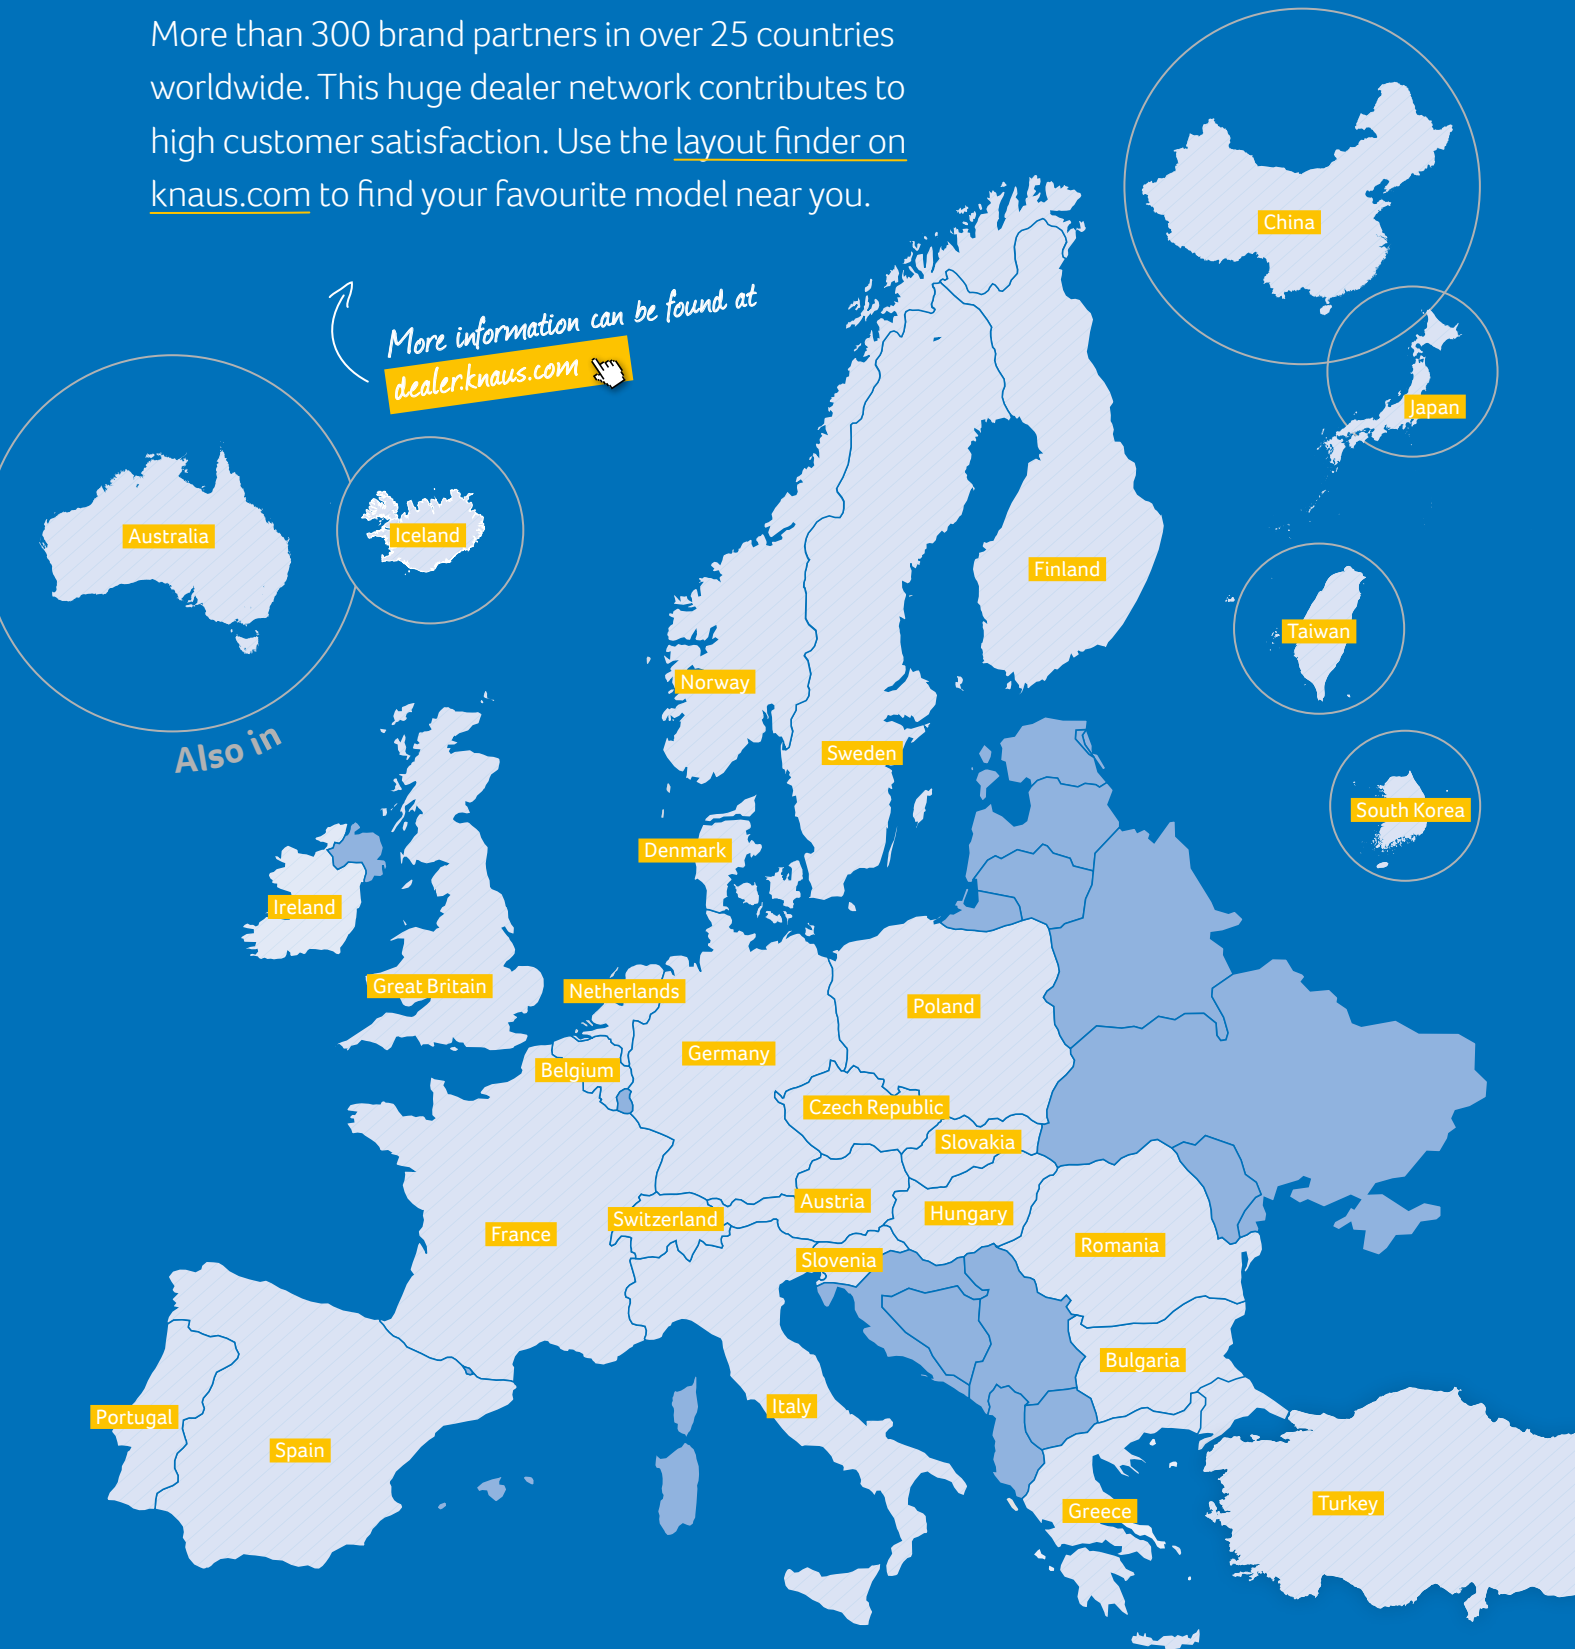 More than 300 brand partners in over 25 countries
worldwide. This huge dealer network contributes to
high customer satisfaction. Use the layout finder on
knaus.com to find your favourite model near you.
More information can be found at
dealer.knaus.com
China
Japan
Australia
Iceland
Finland
Taiwan
Norway
Also in
Sweden
South Korea
Denmark
Ireland
Great Britain
Netherlands
Poland
Germany
Belgium
Czech Republic
Slovakia
Austria
Hungary
Switzerland
France
Romania
Slovenia
Bulgaria
Italy
Portugal
Spain
Turkey
Greece